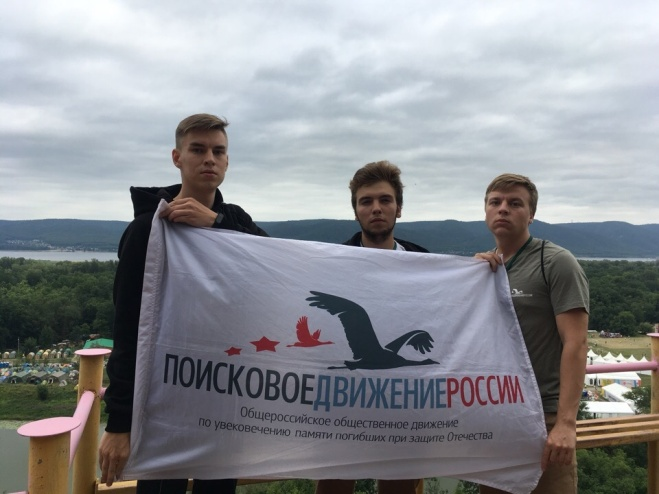 ПОИСКОВОЕДВИЖЕНИЕРОССИИ
Общероссийское общественное движение
по увековечению памяти погибших при защите Отечества